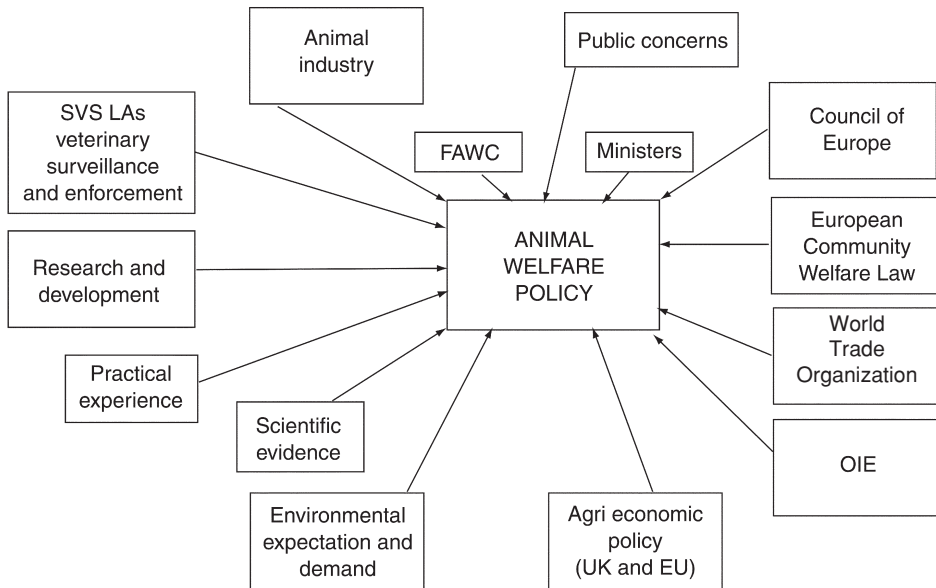 Animal
industry
Public concerns
SVS LAs
veterinary
surveillance
and enforcement
FAWC
Ministers
Council of
Europe
ANIMAL
WELFARE
POLICY
European
Community
Welfare Law
Research and
development
World
Trade
Organization
Practical
experience
Scientific
evidence
OIE
Environmental
expectation and
demand
Agri economic
policy
(UK and EU)